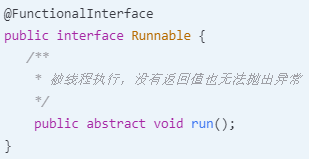 @FunctionalInterface
public interface Runnable {
/**
* 被线程执行，没有返回值也无法抛出异常
*/
public abstract void run();
}